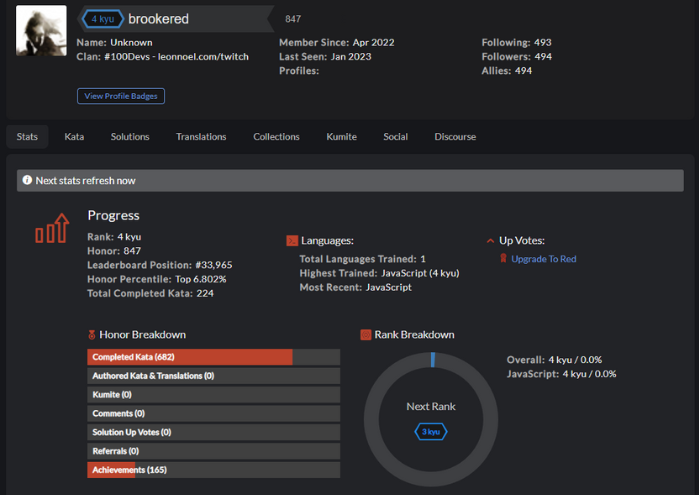 4 kyu brookered 847
Name: Unknown
Clan: #100Devs - leonnoel.com/twitch
Member Since: Apr 2022
Last Seen: Jan 2023
Profiles:
Following: 493
Followers: 494
Allies: 494
View Profile Badges
Stats Kata Solutions Translations Collections Kumite Social Discourse
Next stats refresh now
Progress
Rank: 4 kyu
Honor: 847
Leaderboard Position: #33,965
Honor Percentile: Top 6.802%
Total Completed Kata: 224
Languages:
Total Languages Trained: 1
Highest Trained: JavaScript (4 kyu)
Most Recent: JavaScript
Up Votes:
Upgrade To Red
Honor Breakdown
Completed Kata (682)
Authored Kata & Translations (0)
Kumite (0)
Comments (0)
Solution Up Votes (0)
Referrals (0)
Achievements (165)
Rank Breakdown
Next Rank
3 kyu
Overall: 4 kyu / 0.0%
JavaScript: 4 kyu / 0.0%